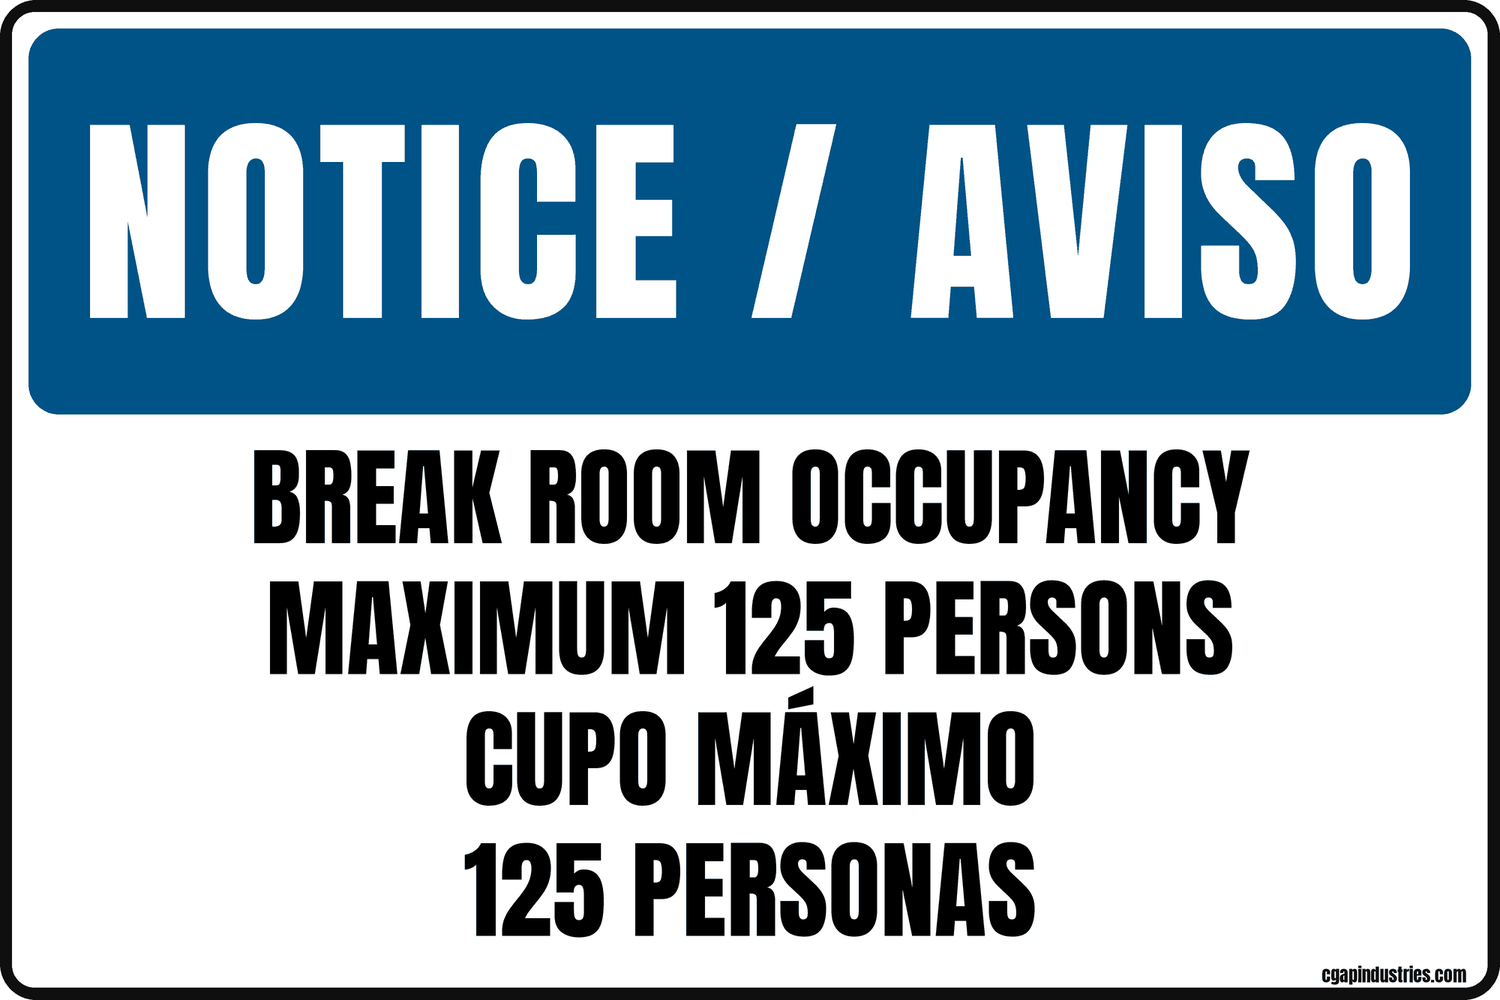 NOTICE / AVISO
BREAK ROOM OCCUPANCY
MAXIMUM 125 PERSONS
CUPO MÁXIMO
125 PERSONAS
cgapindustries.com